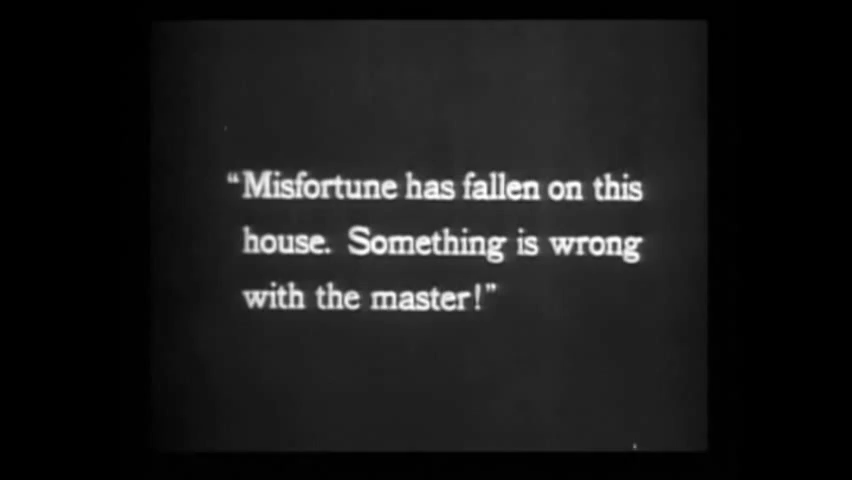 “Misfortune has fallen on this
house. Something is wrong
with the master!”